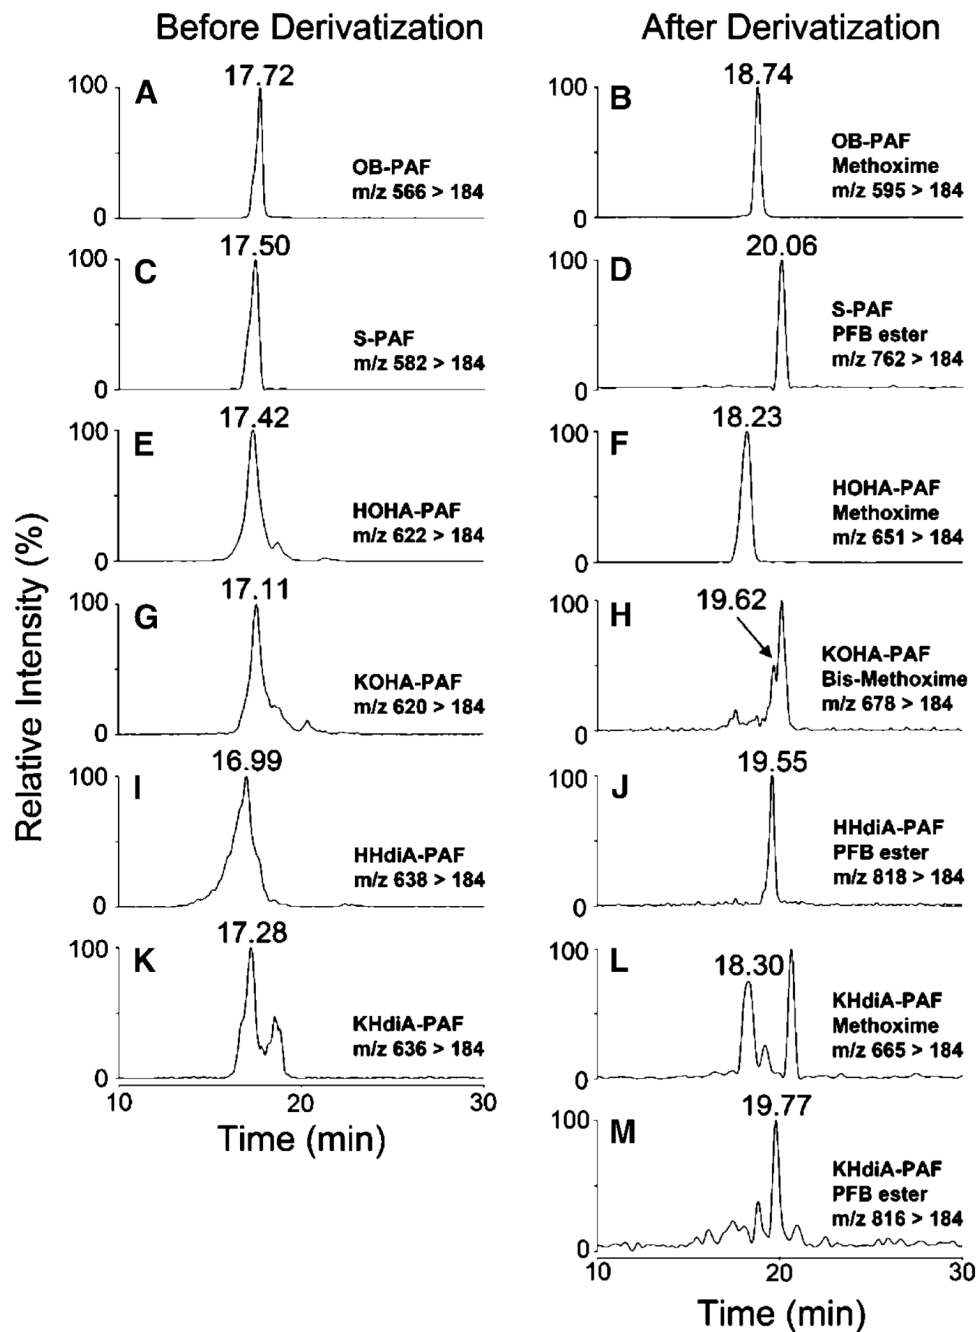 Before Derivatization
After Derivatization
Relative Intensity (%)
A
17.72
100
0
OB-PAF
m/z 566 > 184
B
18.74
100
0
OB-PAF
Methoxime
m/z 595 > 184
C
17.50
100
0
S-PAF
m/z 582 > 184
D
20.06
100
0
S-PAF
PFB ester
m/z 762 > 184
E
17.42
100
0
HOHA-PAF
m/z 622 > 184
F
18.23
100
0
HOHA-PAF
Methoxime
m/z 651 > 184
G
17.11
100
0
KOHA-PAF
m/z 620 > 184
H
19.62
100
0
KOHA-PAF
Bis-Methoxime
m/z 678 > 184
I
16.99
100
0
HHdiA-PAF
m/z 638 > 184
J
19.55
100
0
HHdiA-PAF
PFB ester
m/z 818 > 184
K
17.28
100
0
KHdiA-PAF
m/z 636 > 184
10 20 30
Time (min)
L
18.30
100
0
KHdiA-PAF
Methoxime
m/z 665 > 184
M
19.77
100
0
KHdiA-PAF
PFB ester
m/z 816 > 184
10 20 30
Time (min)